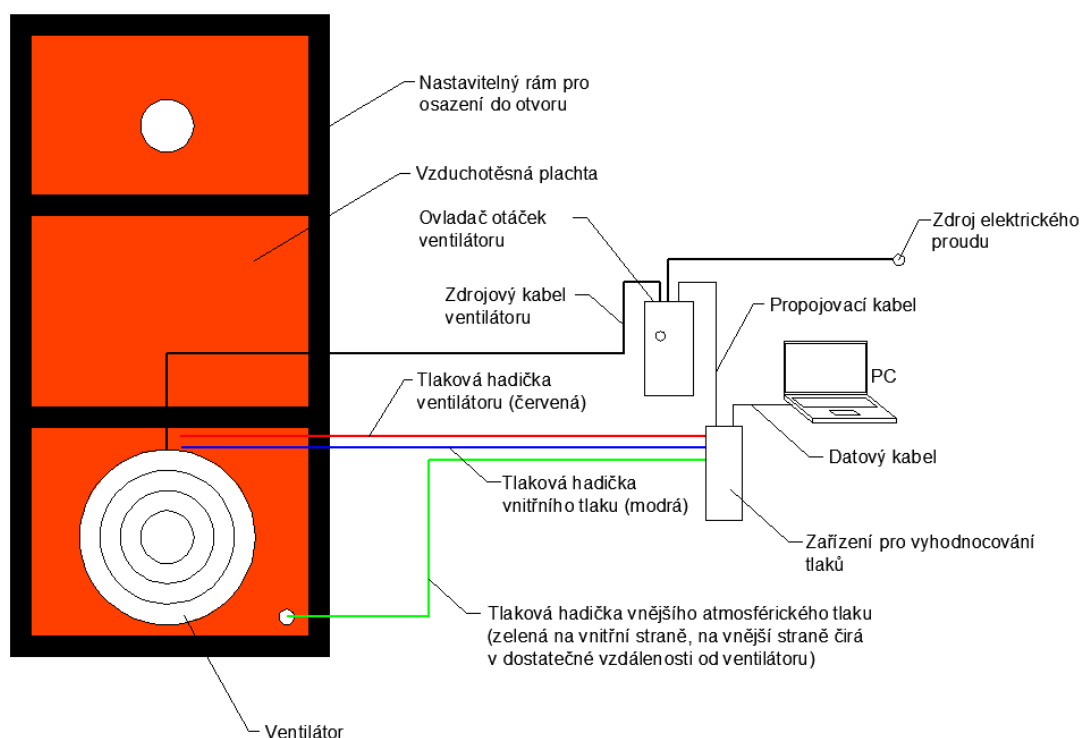 Nastavitelný rám pro
osazení do otvoru
Vzduchotěsná plachta
Ovladač otáček
ventilátoru
Zdroj elektrického
proudu
Zdrojový kabel
ventilátoru
Propojovací kabel
PC
Tlaková hadička
ventilátoru (červená)
Datový kabel
Tlaková hadička
vnitřního tlaku (modrá)
Zařízení pro vyhodnocování
tlaků
Tlaková hadička vnějšího atmosférického tlaku
(zelená na vnitřní straně, na vnější straně čirá
v dostatečné vzdálenosti od ventilátoru)
Ventilátor